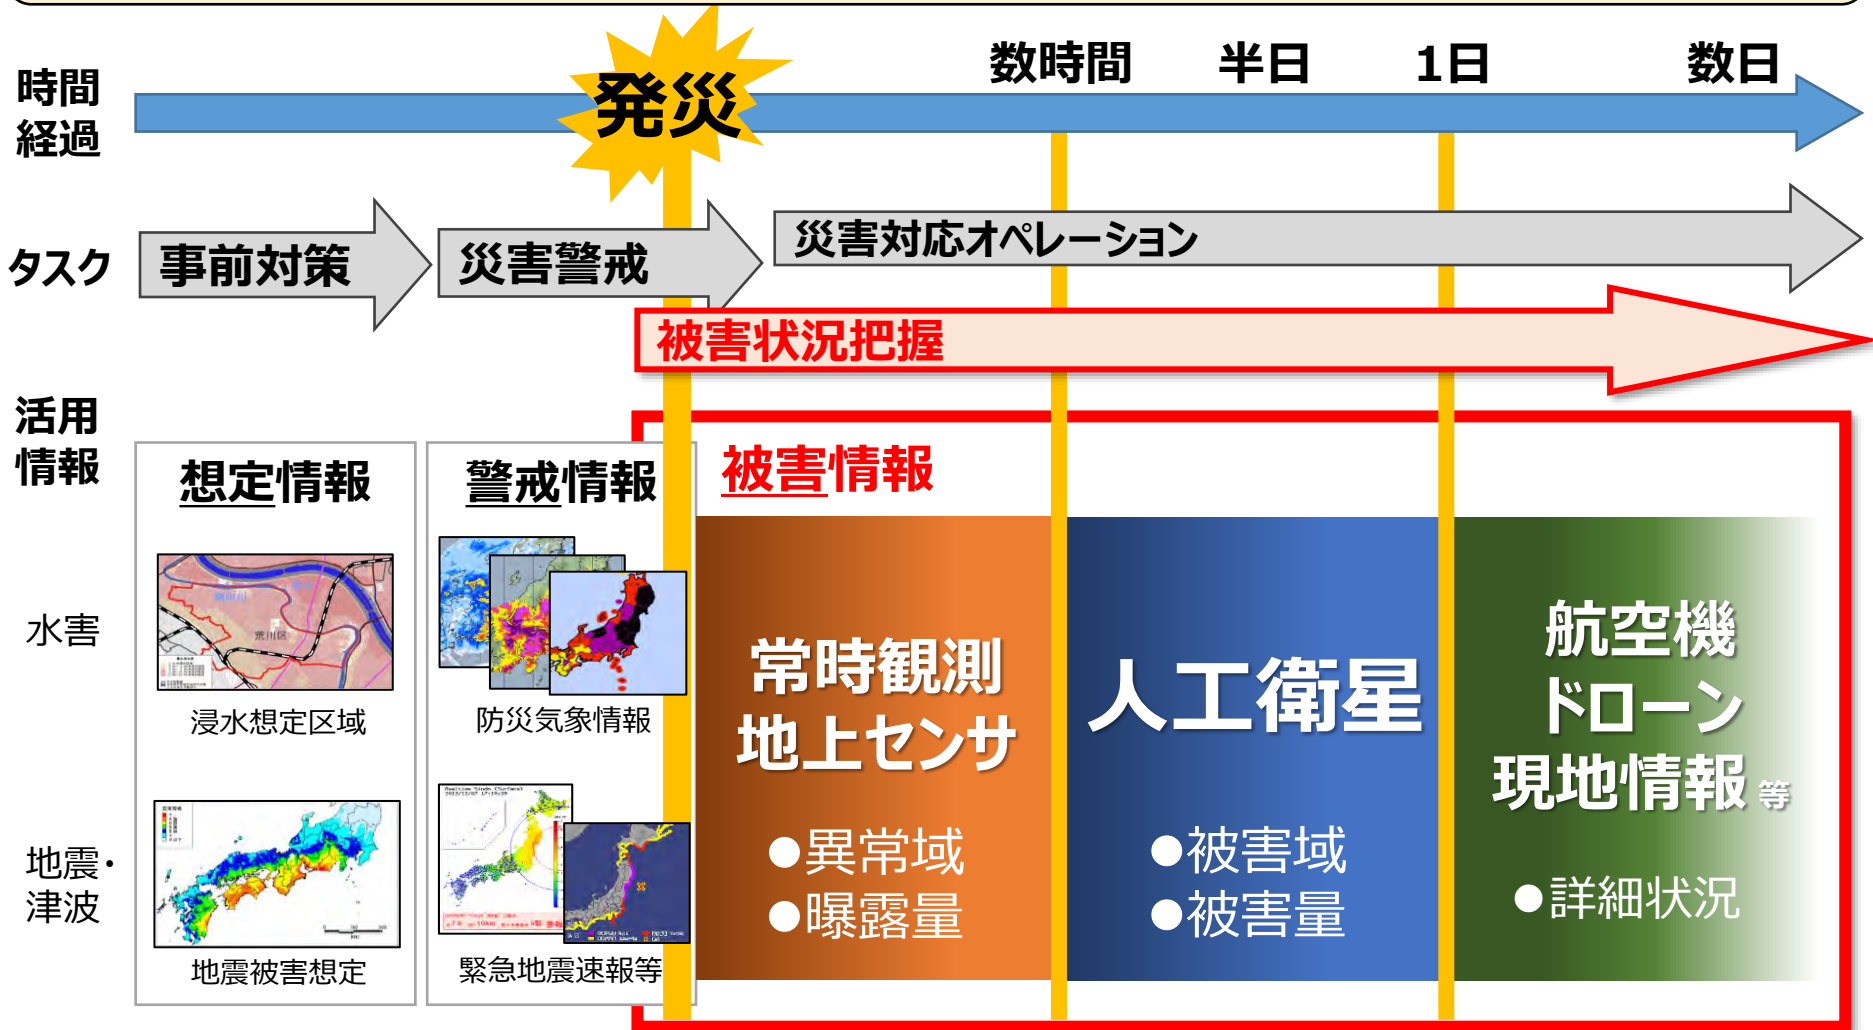 時間
経過
発災
数時間
半日
1日
数日
タスク
事前対策
災害警戒
災害対応オペレーション
被害状況把握
活用
情報
想定情報
警戒情報
被害情報
水害
荒川区
浸水想定区域
防災気象情報
地震・
津波
地震被害想定
Realtime Sindo (Surface)
緊急地震速報等
常時観測
地上センサ
●異常域
●曝露量
人工衛星
●被害域
●被害量
航空機
ドローン
現地情報 等
●詳細状況